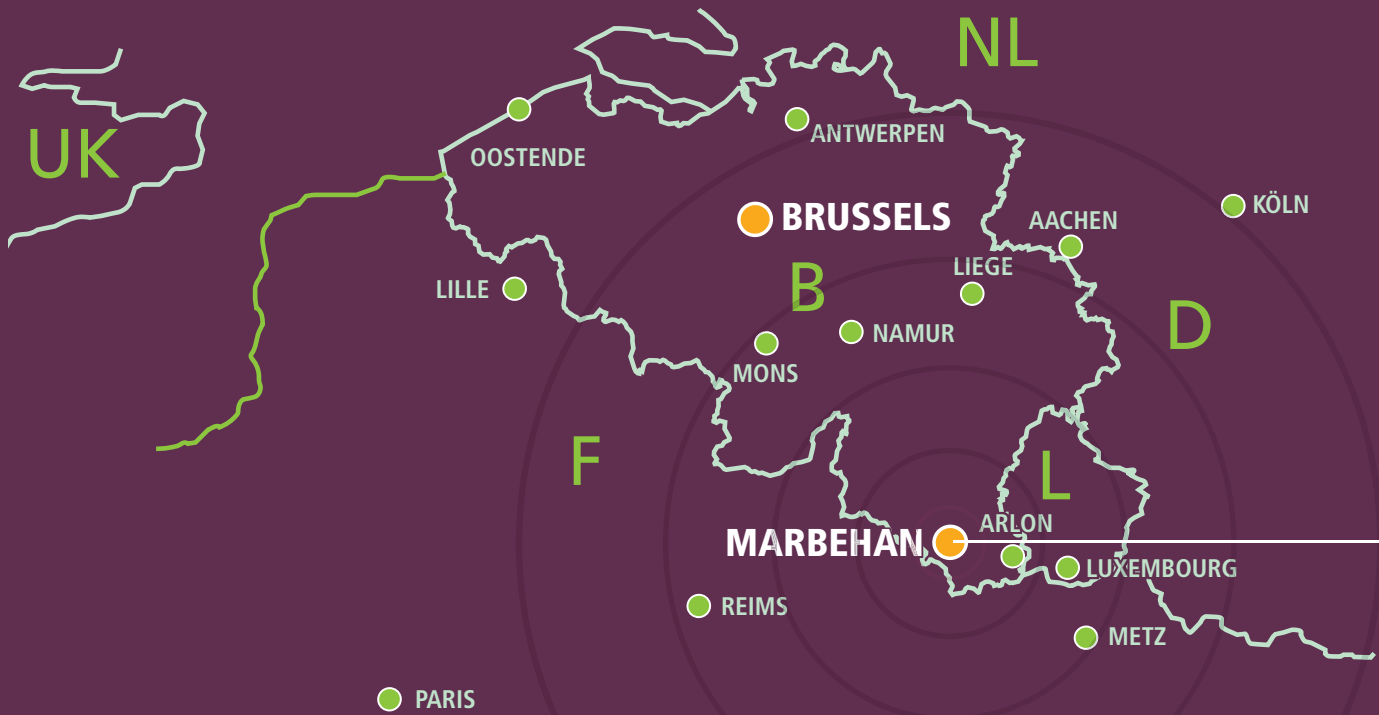 NL
UK
ANTWERPEN
OOSTENDE
KÖLN
BRUSSELS
AACHEN
LIEGE
LILLE
B
D
NAMUR
MONS
F
L
ARLON
MARBEHAN
LUXEMBOURG
REIMS
METZ
PARIS